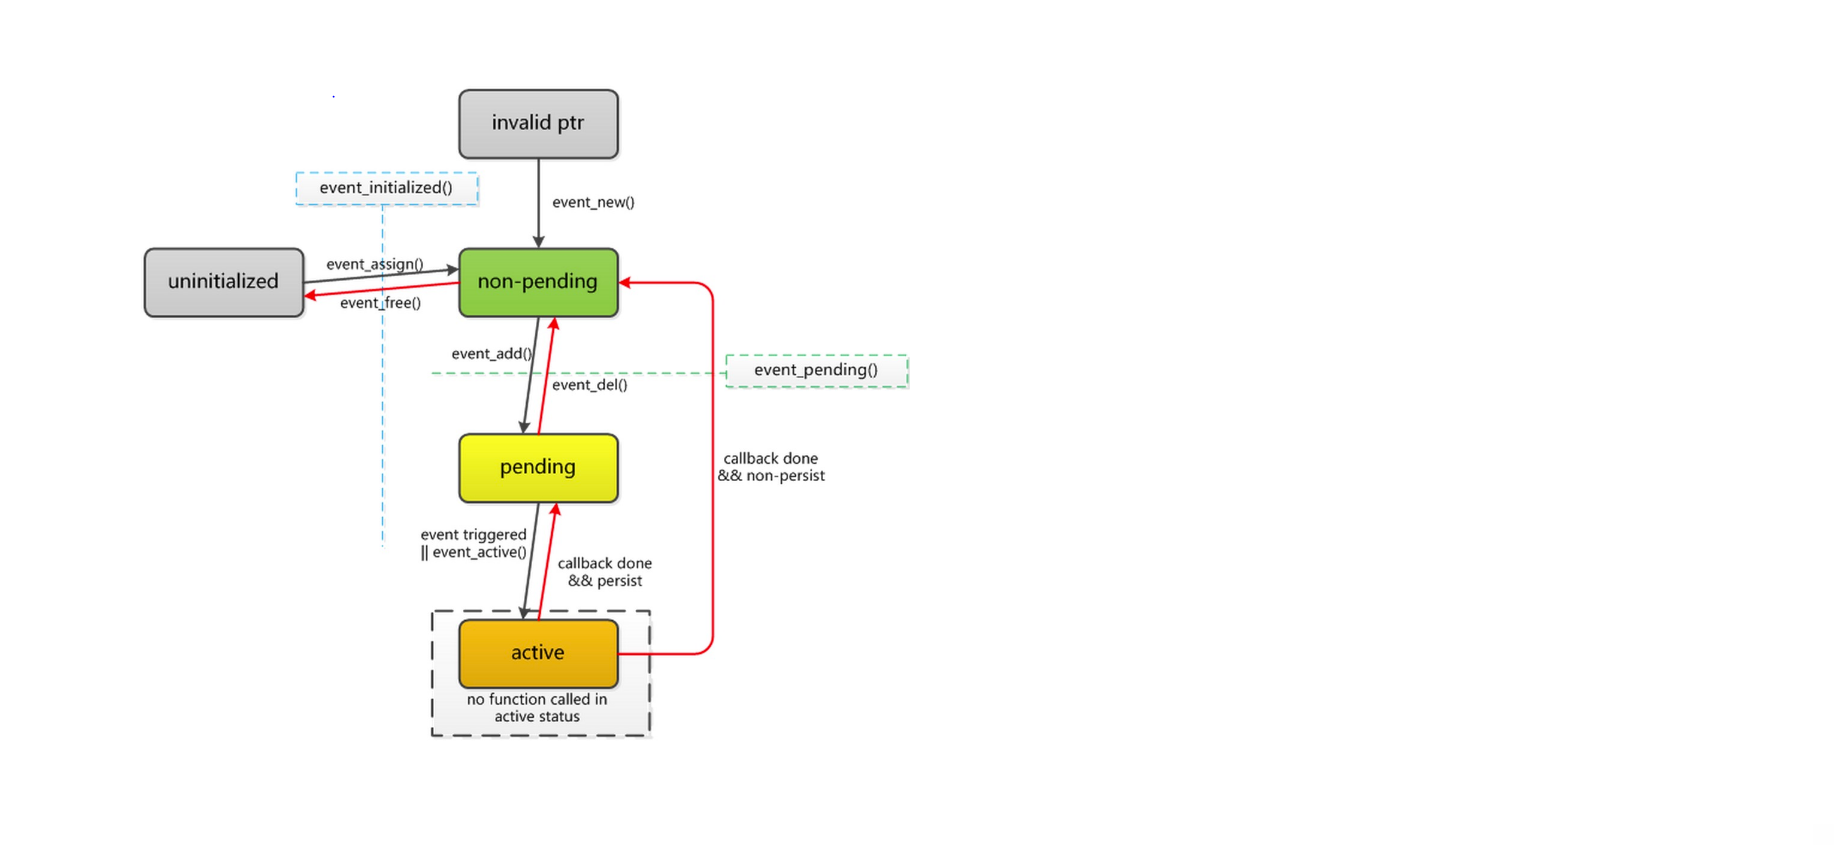 invalid ptr
event_initialized()
event_new()
uninitialized
event_assign()
event_free()
non-pending
event_add()
event_del()
event_pending()
pending
callback done
&& non-persist
event triggered
|| event_active()
callback done
&& persist
active
no function called in
active status